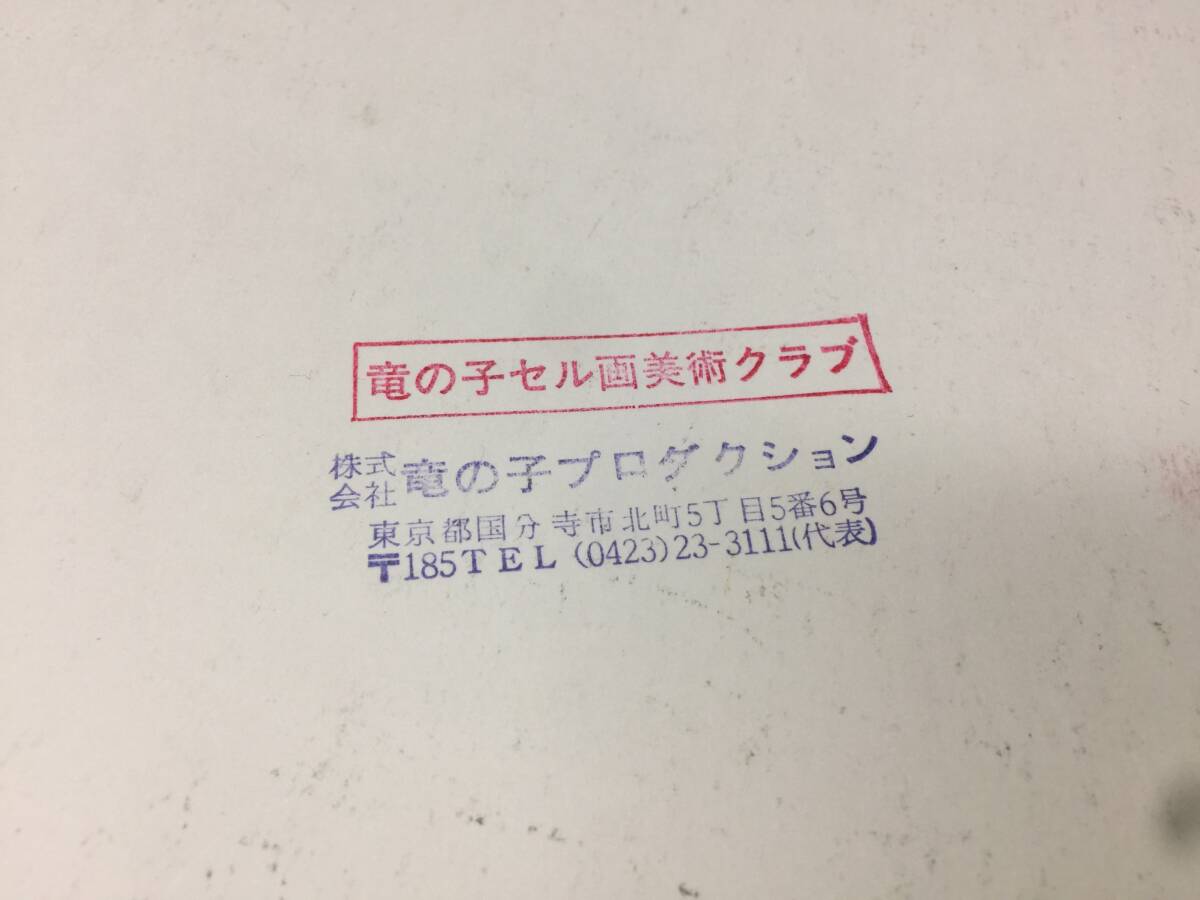 竜の子セル画美術クラブ
株式会社 竜の子プロダクション
東京都国分寺市北町5丁目5番6号
〒185TEL (0423)23-3111(代表)